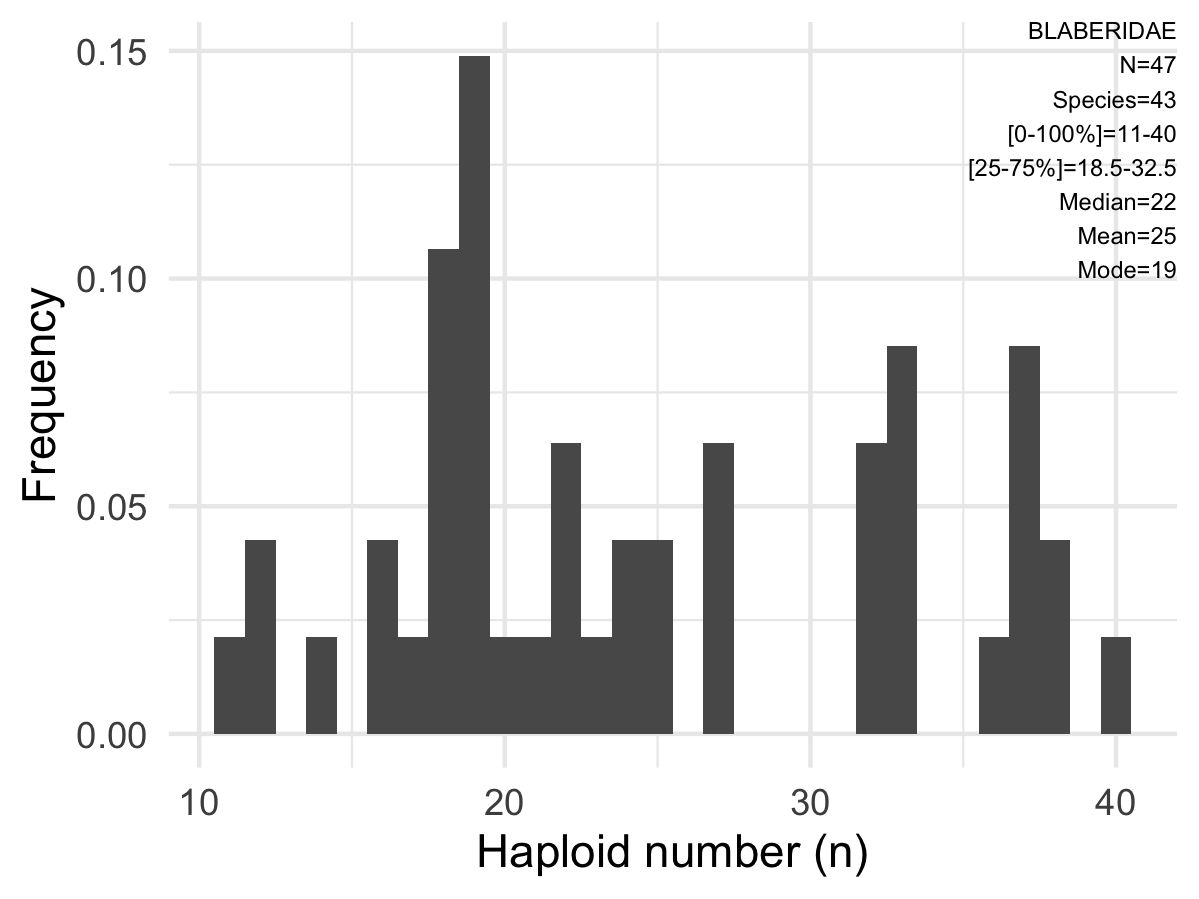 BLABERIDAE
N=47
Species=43
[0-100%]=11-40
[25-75%]=18.5-32.5
Median=22
Mean=25
Mode=19
Frequency
0.15
0.10
0.05
0.00
10 20 30 40
Haploid number (n)